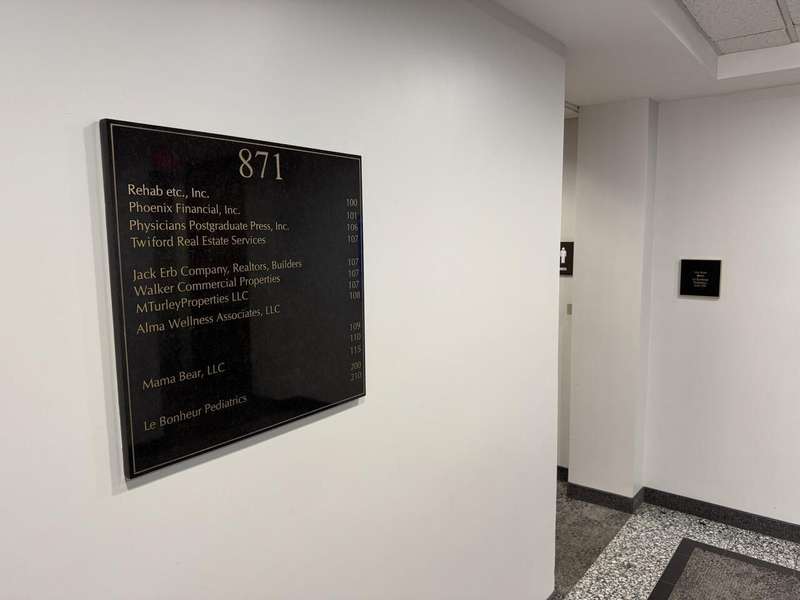 871
Rehab etc., Inc. 100
Phoenix Financial, Inc. 101
Physicians Postgraduate Press, Inc. 106
Twiford Real Estate Services 107
Jack Erb Company, Realtors, Builders 107
Walker Commercial Properties 107
MTurleyProperties LLC 107
Alma Wellness Associates, LLC 108
109
110
115
Mama Bear, LLC 200
210
Le Bonheur Pediatrics